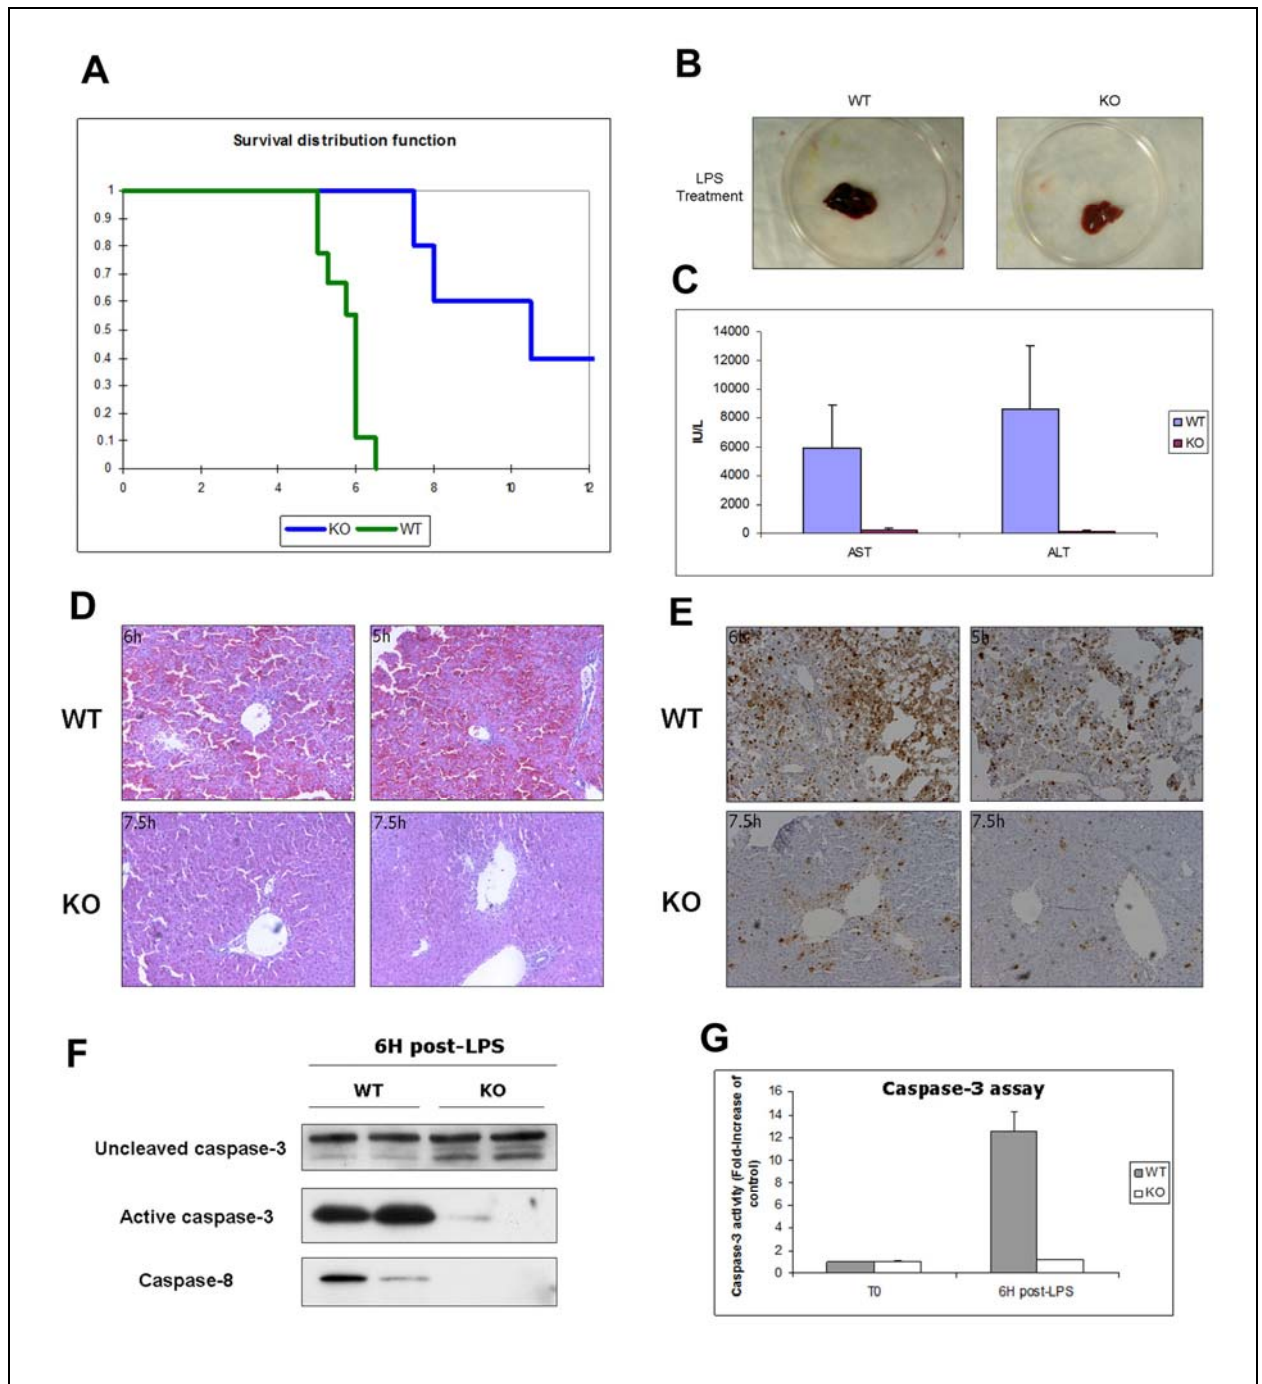 A
Survival distribution function
1
0.9
0.8
0.7
0.6
0.5
0.4
0.3
0.2
0.1
0
0 2 4 6 8 10 12
KO WT
B
WT KO
LPS
Treatment
C
14000
12000
10000
8000
6000
4000
2000
0
IU/L
AST ALT
WT
KO
D
6h 5h
WT
7.5h 7.5h
KO
E
6h 5h
WT
7.5h 7.5h
KO
F
6H post-LPS
WT KO
Uncleaved caspase-3
Active caspase-3
Caspase-8
G
Caspase-3 assay
Caspase-3 activity (Fold-increase of
control)
16
14
12
10
8
6
4
2
0
T0 6H post-LPS
WT
KO